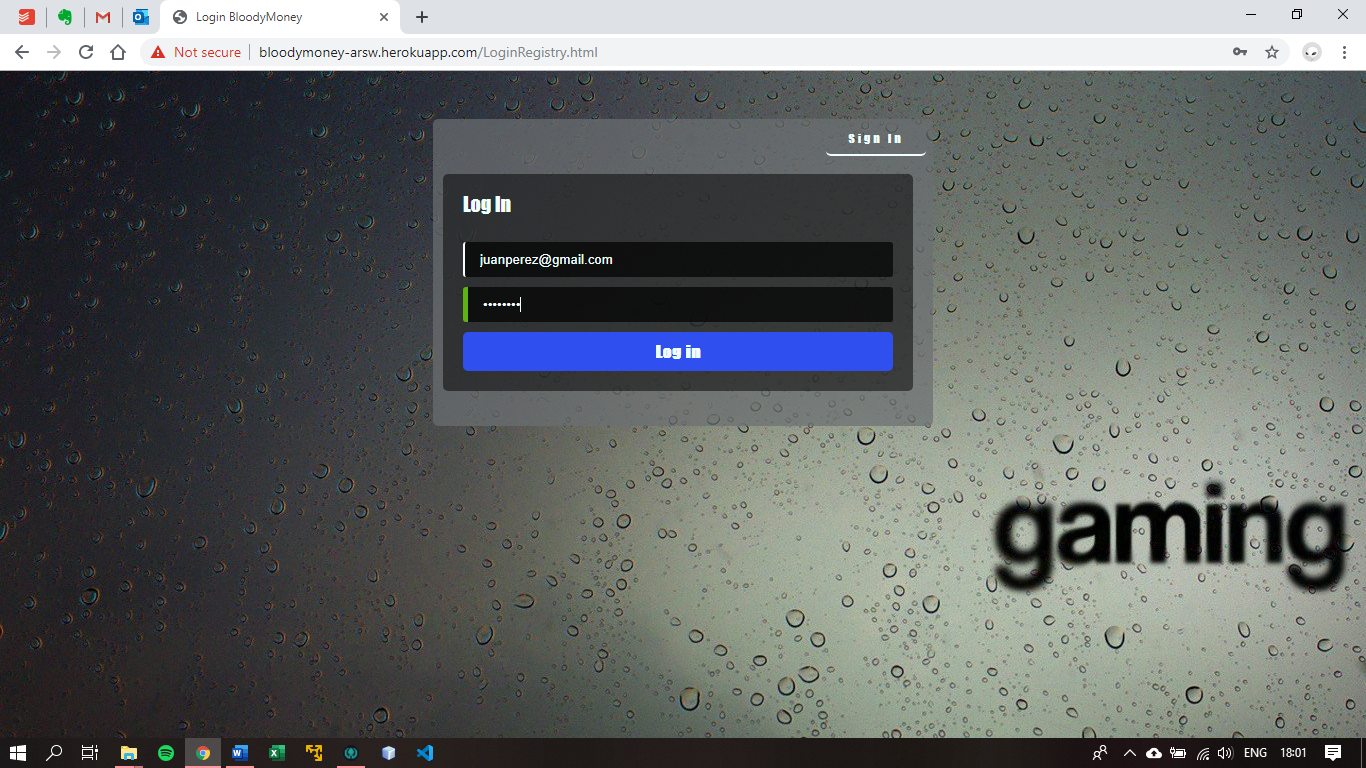 Login BloodyMoney
Not secure
bloodymoney-arsw.herokuapp.com/LoginRegistry.html
Sign In
Log In
juanperez@gmail.com
••••••••
Log in
gaming
ENG
18:01